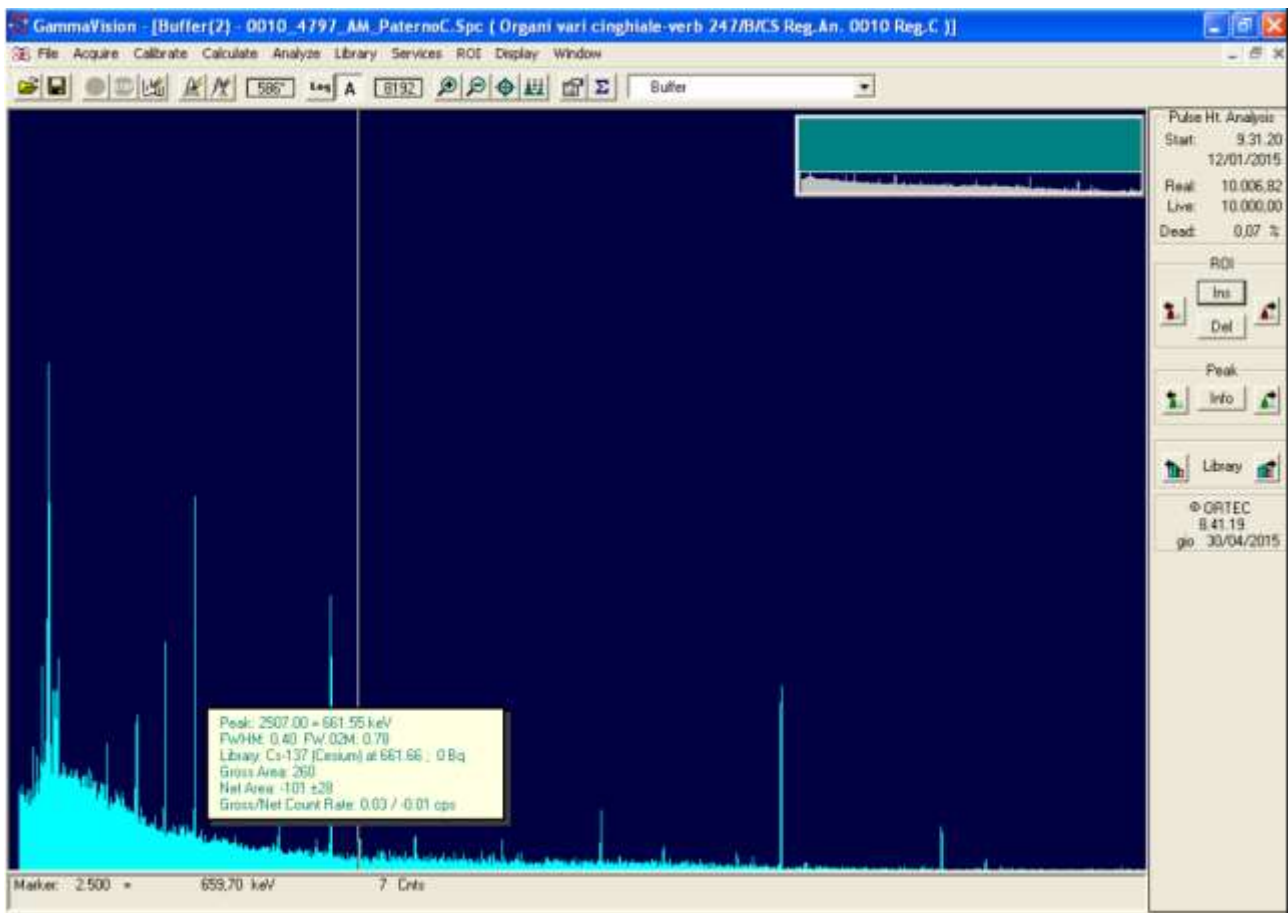 GammaVision - [Buffer(2) - 0010_4797_AM_PaternoC.Spc ( Organi vari cinghiale-verb 247/B/CS Reg.An. 0010 Reg.C )]
File Acquire Calibrate Calculate Analyze Library Services ROI Display Window
586" Log A 8192 Σ Buffer
Pulse Ht. Analysis
Start: 9.31.20
12/01/2015
Real: 10.006,82
Live: 10.000,00
Dead: 0,07 %
ROI
Ins
Del
Peak
Info
Library
© ORTEC
8.41.19
gio 30/04/2015
Peak: 2507.00 = 661.55 keV
FWHM: 0.40 FW.02M: 0.78
Library: Cs-137 (Cesium) at 661.66 ; 0 Bq
Gross Area: 260
Net Area: -101 ±28
Gross/Net Count Rate: 0.03 / -0.01 cps
Marker: 2.500 = 659,70 keV 7 Cnts